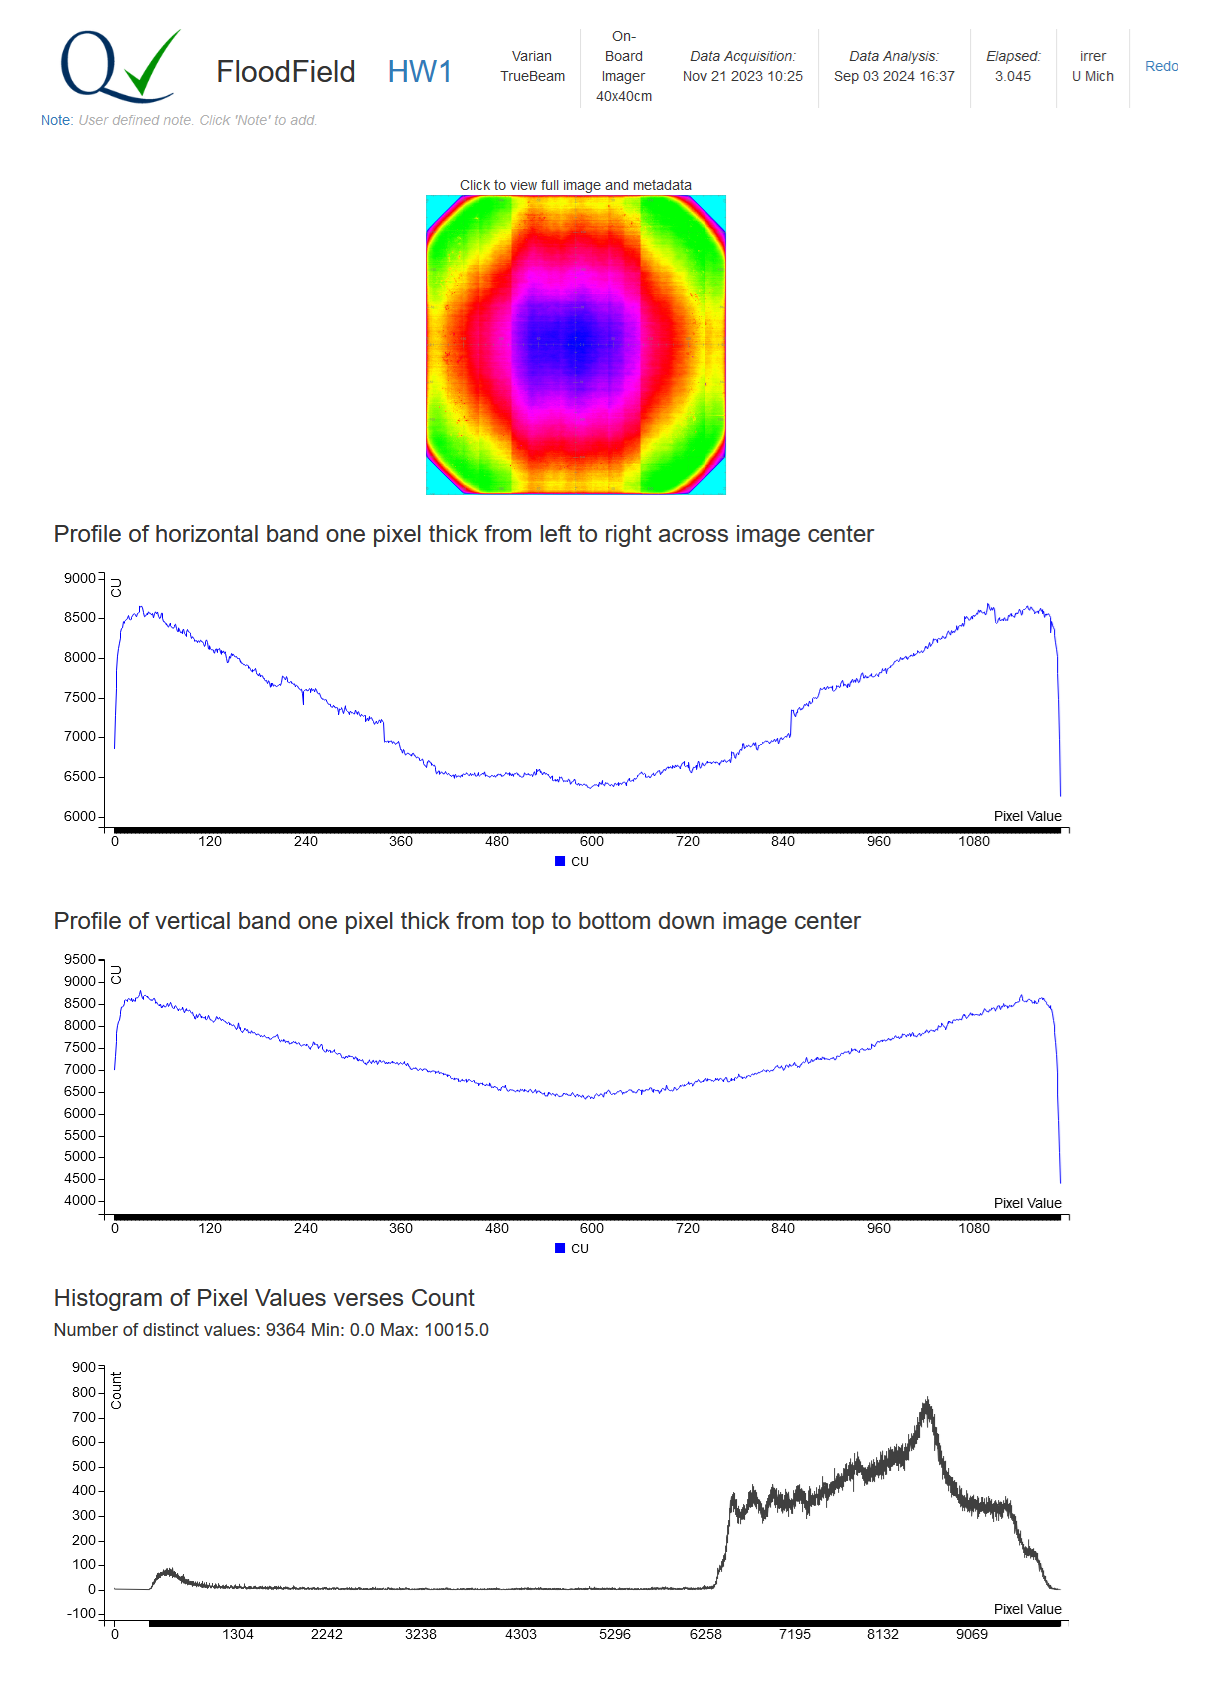 Q
FloodField HW1
Varian
TrueBeam
On-
Board
Imager
40x40cm
Data Acquisition:
Nov 21 2023 10:25
Data Analysis:
Sep 03 2024 16:37
Elapsed:
3.045
irrer
U Mich
Redo
Note: User defined note. Click 'Note' to add.
Click to view full image and metadata
Profile of horizontal band one pixel thick from left to right across image center
CU
9000
8500
8000
7500
7000
6500
6000
Pixel Value
0 120 240 360 480 600 720 840 960 1080
CU
Profile of vertical band one pixel thick from top to bottom down image center
CU
9500
9000
8500
8000
7500
7000
6500
6000
5500
5000
4500
4000
Pixel Value
0 120 240 360 480 600 720 840 960 1080
CU
Histogram of Pixel Values verses Count
Number of distinct values: 9364 Min: 0.0 Max: 10015.0
Count
900
800
700
600
500
400
300
200
100
0
-100
Pixel Value
0 1304 2242 3238 4303 5296 6258 7195 8132 9069